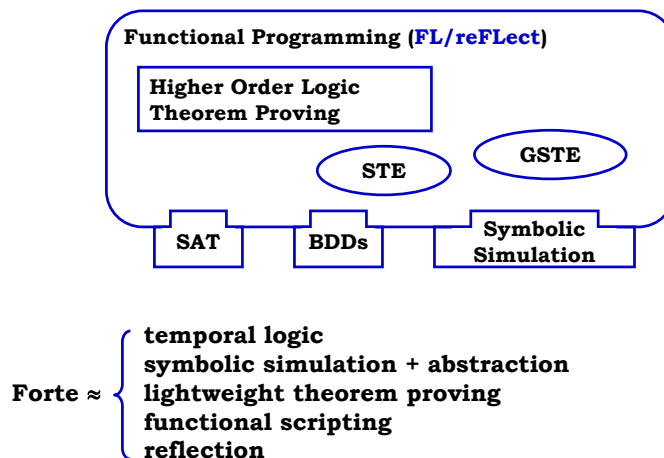 Functional Programming (FL/reFLect)
Higher Order Logic
Theorem Proving
STE
GSTE
SAT
BDDs
Symbolic
Simulation
temporal logic
symbolic simulation + abstraction
Forte ≈
lightweight theorem proving
functional scripting
reflection